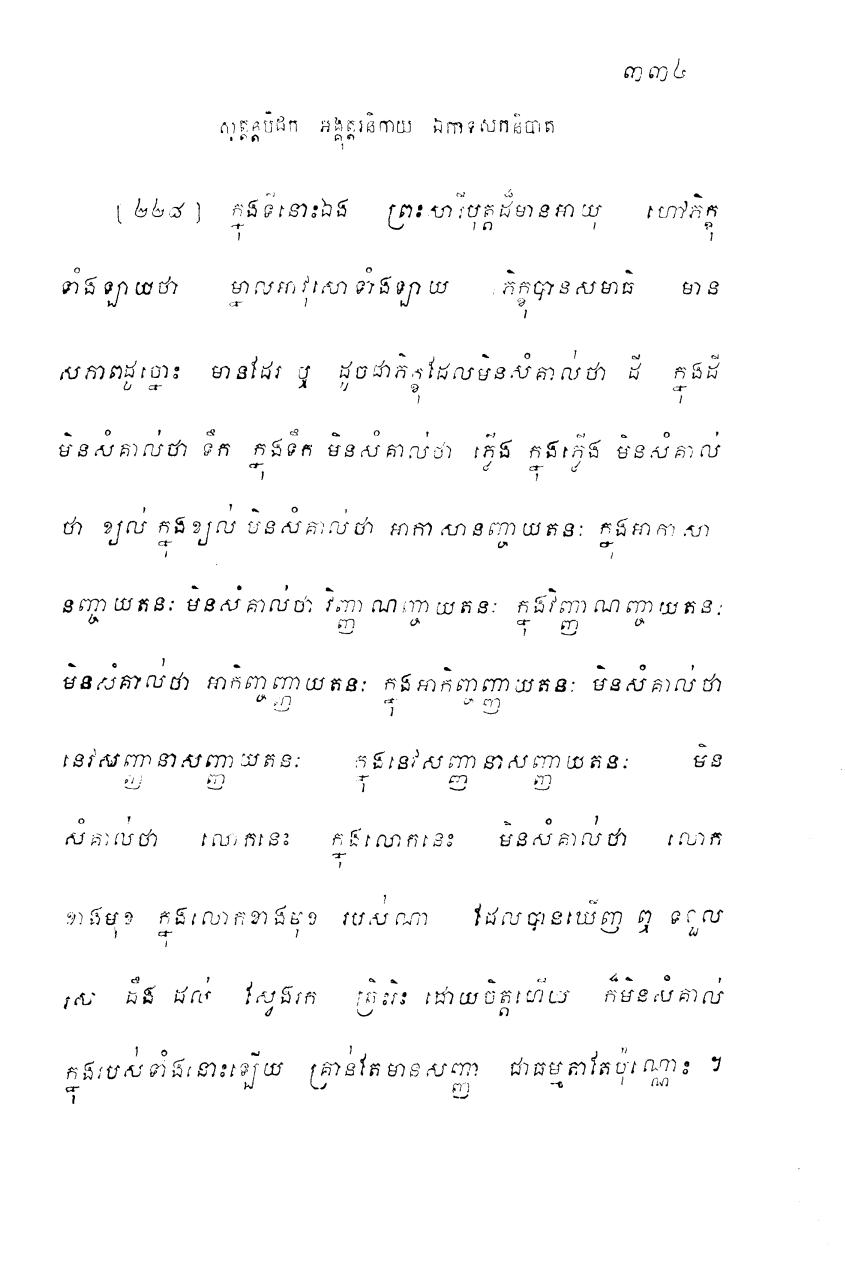 ៣៣៤
សុត្តន្តបិដក អង្គុត្តរនិកាយ ឯកាទសកនិបាត
[២២៨] ក្នុងទីនោះឯង ព្រះសារីបុត្តដ៏មានអាយុ ហៅភិក្ខុ
ទាំងឡាយថា ម្នាលអាវុសោទាំងឡាយ ភិក្ខុបានសមាធិ មាន
សភាពដូច្នោះ មានដែរ ឬ ដូចជាភិក្ខុដែលមិនសំគាល់ថា ដី ក្នុងដី
មិនសំគាល់ថា ទឹក ក្នុងទឹក មិនសំគាល់ថា ភ្លើង ក្នុងភ្លើង មិនសំគាល់
ថា ខ្យល់ ក្នុងខ្យល់ មិនសំគាល់ថា អាកាសានញ្ចាយតនៈ ក្នុងអាកាសា
នញ្ចាយតនៈ មិនសំគាល់ថា វិញ្ញាណញ្ចាយតនៈ ក្នុងវិញ្ញាណញ្ចាយតនៈ
មិនសំគាល់ថា អាកិញ្ចញ្ញាយតនៈ ក្នុងអាកិញ្ចញ្ញាយតនៈ មិនសំគាល់ថា
នេវសញ្ញានាសញ្ញាយតនៈ ក្នុងនេវសញ្ញានាសញ្ញាយតនៈ មិន
សំគាល់ថា លោកនេះ ក្នុងលោកនេះ មិនសំគាល់ថា លោក
ខាងមុខ ក្នុងលោកខាងមុខ របស់ណា ដែលបានឃើញ ឮ ទទួល
រស ដឹង ដល់ ស្វែងរក ត្រិះរិះ ដោយចិត្តហើយ ក៏មិនសំគាល់
ក្នុងរបស់ទាំងនោះឡើយ គ្រាន់តែមានសញ្ញា ជាធម្មតាតែប៉ុណ្ណោះ ។